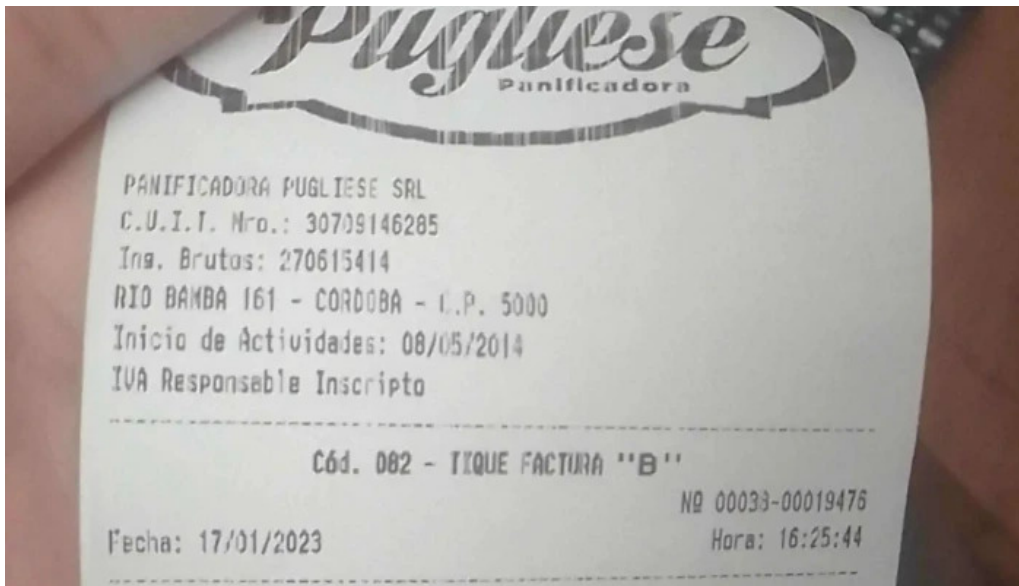 Pugliese
Panificadora
PANIFICADORA PUGLIESE SRL
C.U.I.T. Nro.: 30709146285
Ing. Brutos: 270615414
RIO BAMBA 161 - CORDOBA - C.P. 5000
Inicio de Actividades: 08/05/2014
IVA Responsable Inscripto
Cód. 082 - TIQUE FACTURA "B"
Nº 00038-00019476
Fecha: 17/01/2023
Hora: 16:25:44